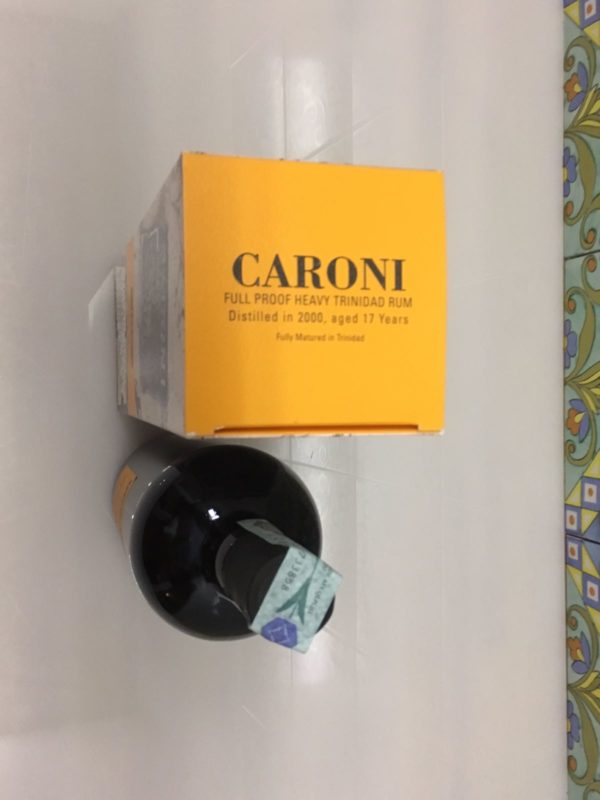 CARONI
FULL PROOF HEAVY TRINIDAD RUM
Distilled in 2000, aged 17 Years
Fully Matured in Trinidad